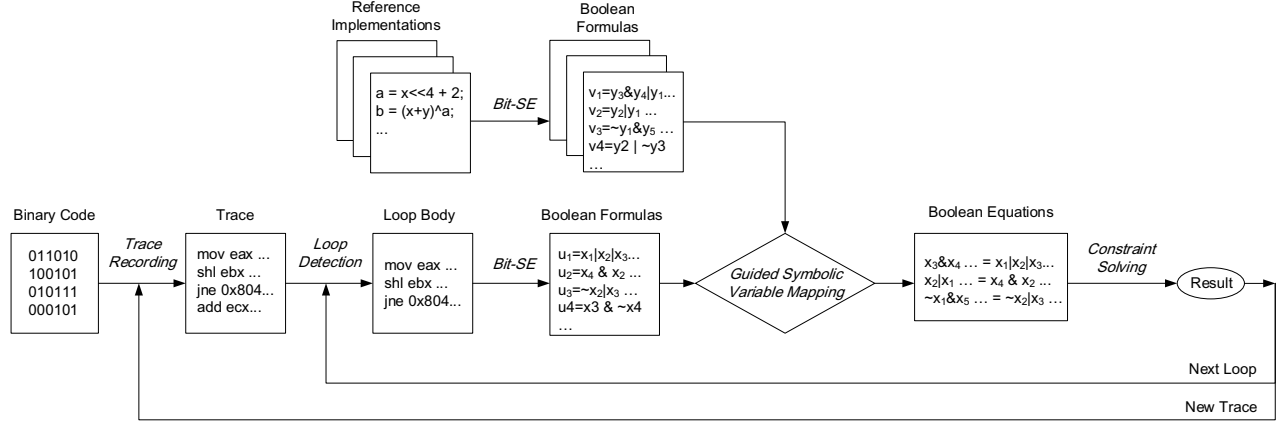 Reference
Implementations
a = x<<4 + 2;
b = (x+y)^a;
...
Bit-SE
Boolean
Formulas
v1=y3&y4|y1...
v2=y2|y1 ...
v3=~y1&y5 ...
v4=y2 | ~y3
...
Binary Code
011010
100101
010111
000101
Trace
Recording
Trace
mov eax ...
shl ebx ...
jne 0x804...
add ecx...
Loop
Detection
Loop Body
mov eax ...
shl ebx ...
jne 0x804...
Bit-SE
Boolean Formulas
u1=x1|x2|x3...
u2=x4 & x2 ...
u3=~x2|x3 ...
u4=x3 & ~x4
...
Guided Symbolic
Variable Mapping
Boolean Equations
x3&x4 ... = x1|x2|x3...
x2|x1 ... = x4 & x2 ...
~x1&x5 ... = ~x2|x3 ...
Constraint
Solving
Result
Next Loop
New Trace